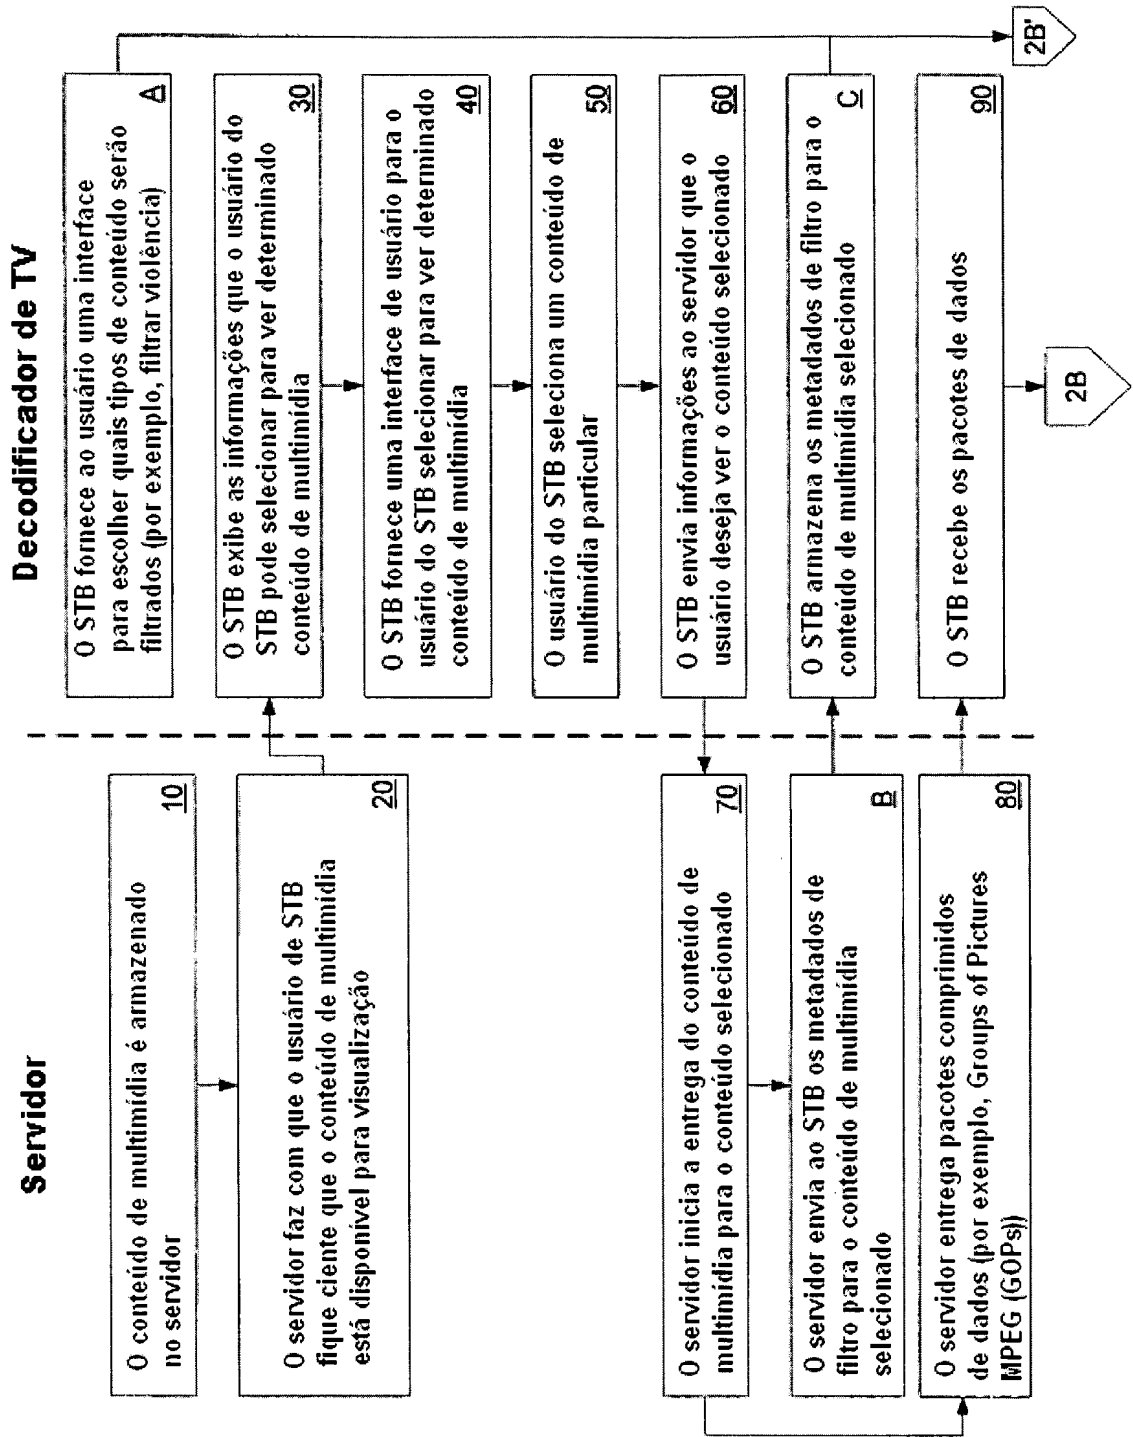 Servidor
Decodificador de TV
O conteúdo de multimídia é armazenado
no servidor
10
O servidor faz com que o usuário de STB
fique ciente que o conteúdo de multimídia
está disponível para visualização
20
O servidor inicia a entrega do conteúdo de
multimídia para o conteúdo selecionado
70
O servidor envia ao STB os metadados de
filtro para o conteúdo de multimídia
selecionado
B
O servidor entrega pacotes comprimidos
de dados (por exemplo, Groups of Pictures
MPEG (GOPs))
80
O STB fornece ao usuário uma interface
para escolher quais tipos de conteúdo serão
filtrados (por exemplo, filtrar violência)
A
O STB exibe as informações que o usuário do
STB pode selecionar para ver determinado
conteúdo de multimídia
30
O STB fornece uma interface de usuário para o
usuário do STB selecionar para ver determinado
conteúdo de multimídia
40
O usuário do STB seleciona um conteúdo de
multimídia particular
50
O STB envia informações ao servidor que o
usuário deseja ver o conteúdo selecionado
60
O STB armazena os metadados de filtro para o
conteúdo de multimídia selecionado
C
O STB recebe os pacotes de dados
90
2B
2B'